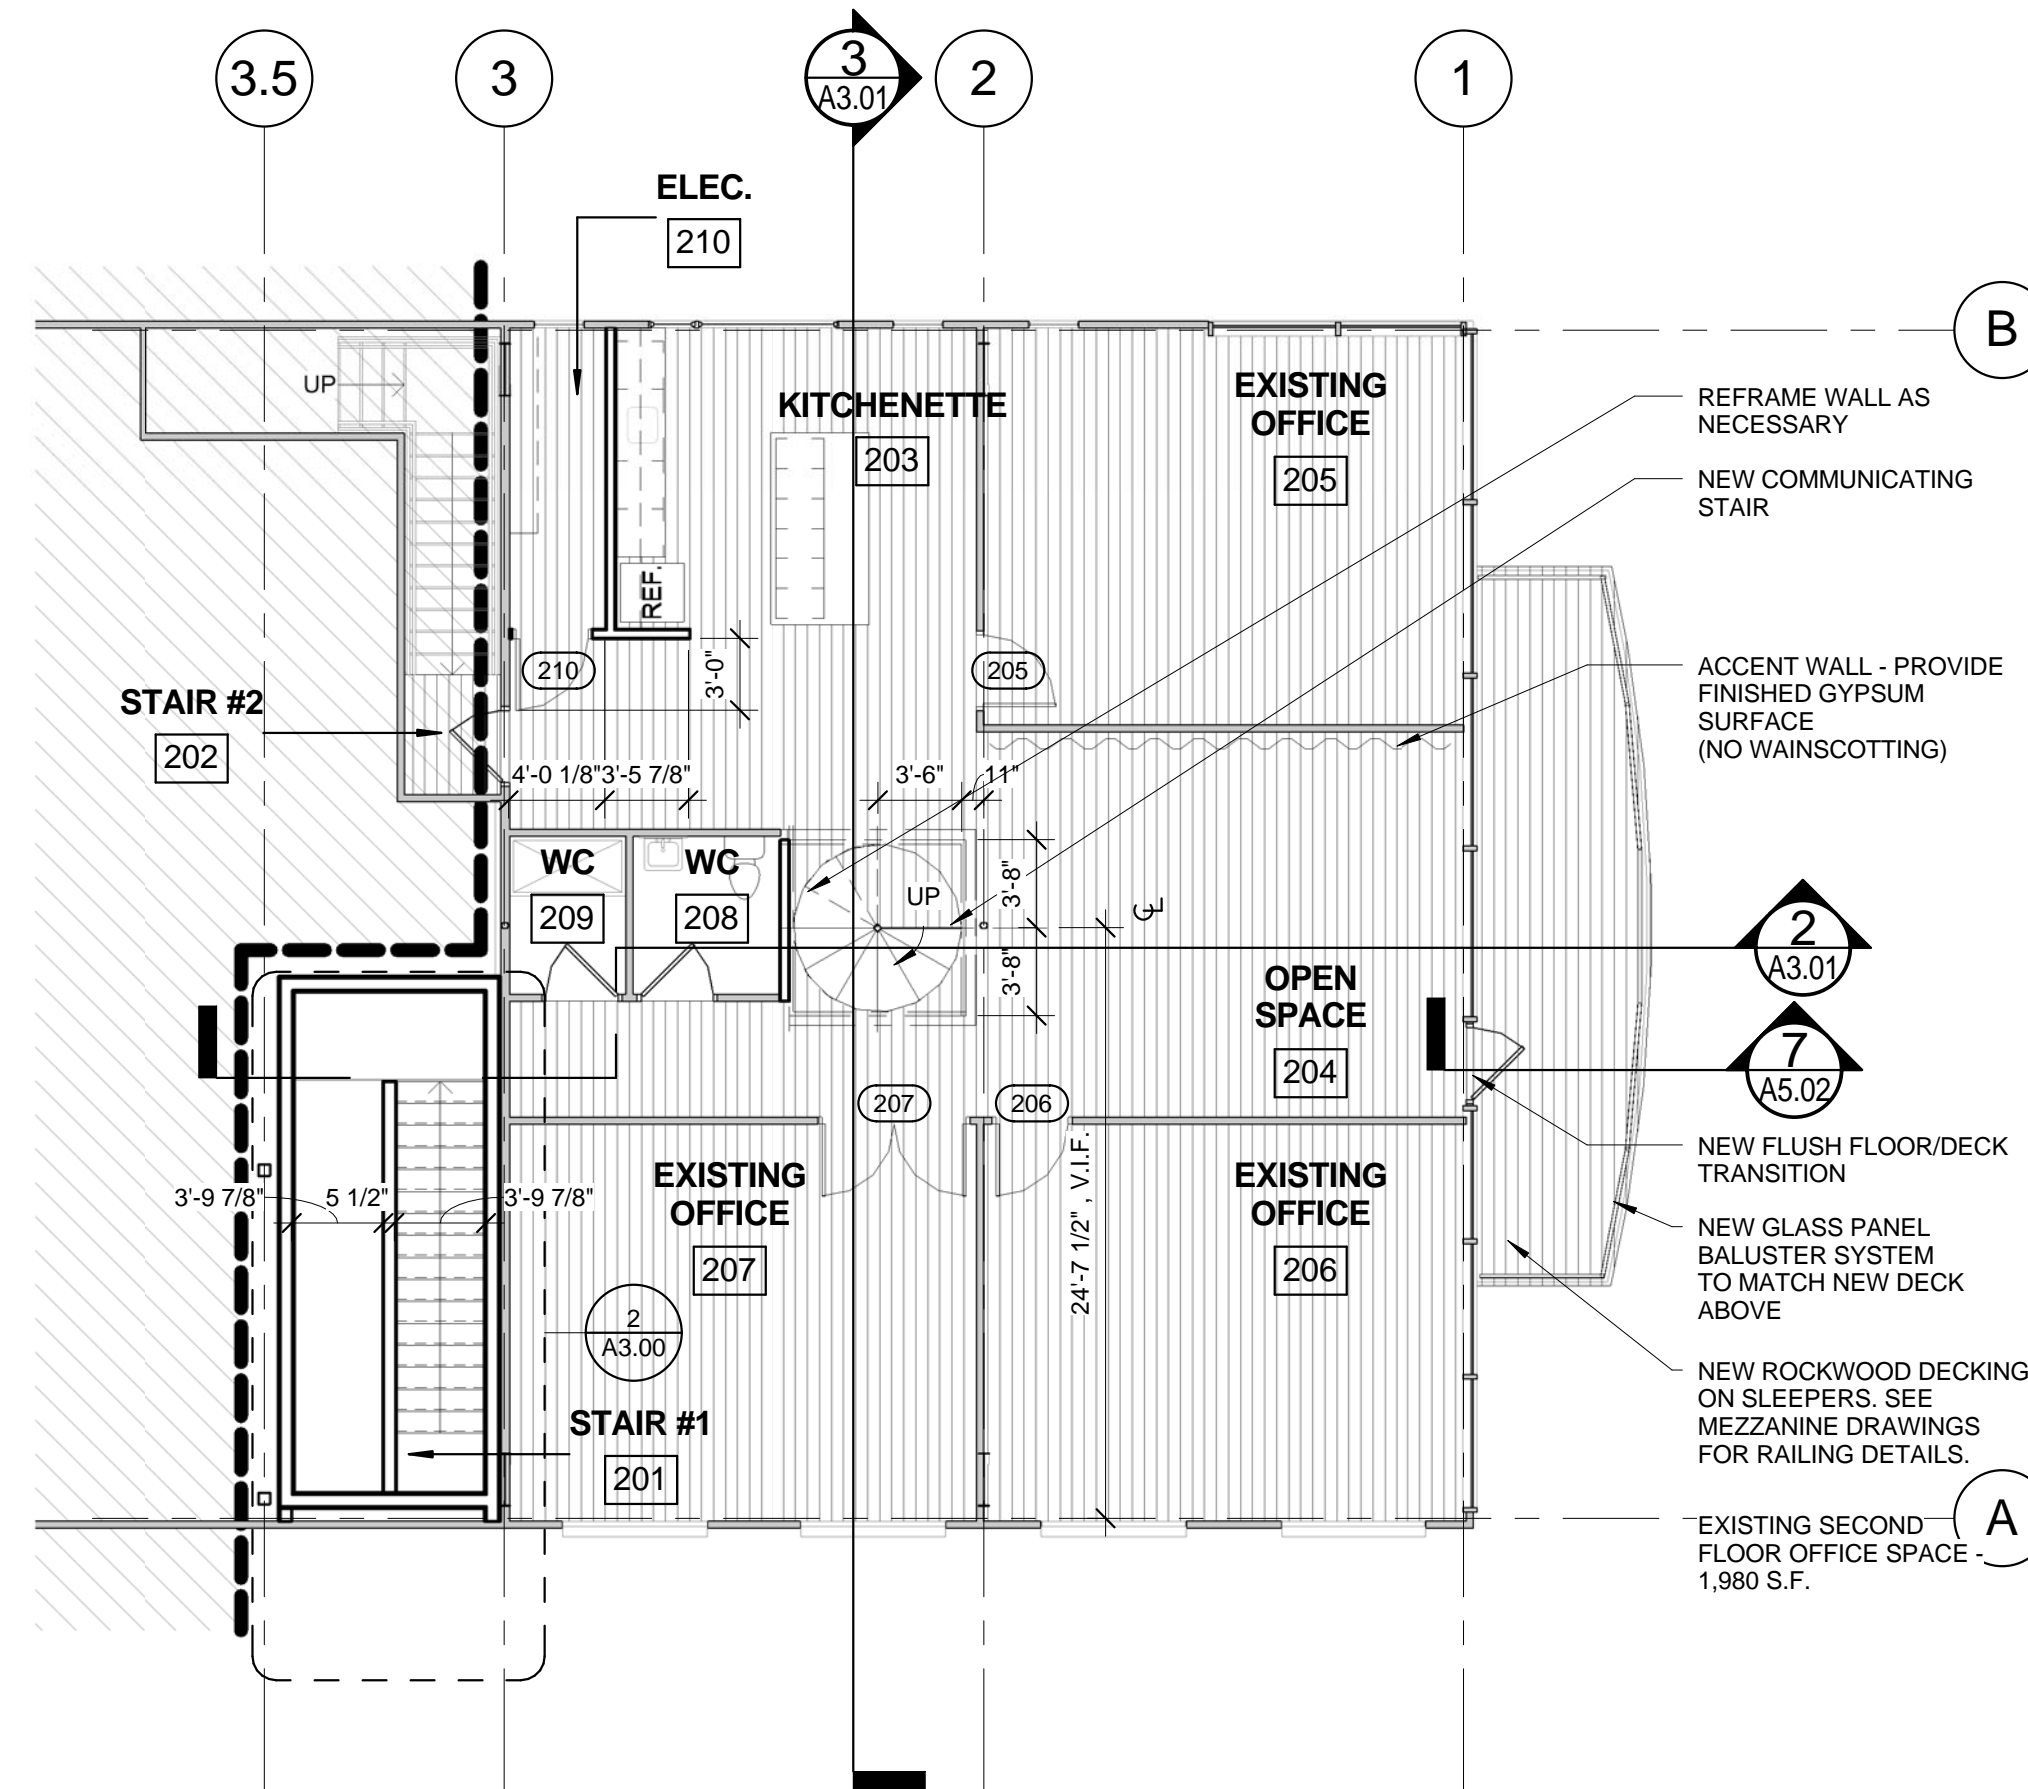 3.5
3
3
A3.01
2
1
ELEC.
210
B
UP
KITCHENETTE
203
EXISTING
OFFICE
205
REFRAME WALL AS
NECESSARY
NEW COMMUNICATING
STAIR
REF.
210
3'-0"
205
ACCENT WALL - PROVIDE
FINISHED GYPSUM
SURFACE
(NO WAINSCOTTING)
STAIR #2
202
4'-0 1/8"
3'-5 7/8"
3'-6"
11"
WC
209
WC
208
UP
3'-8"
3'-8"
CL
OPEN
SPACE
204
2
A3.01
7
A5.02
207
206
NEW FLUSH FLOOR/DECK
TRANSITION
3'-9 7/8"
5 1/2"
3'-9 7/8"
EXISTING
OFFICE
207
24'-7 1/2" , V.I.F.
EXISTING
OFFICE
206
NEW GLASS PANEL
BALUSTER SYSTEM
TO MATCH NEW DECK
ABOVE
2
A3.00
NEW ROCKWOOD DECKING
ON SLEEPERS. SEE
MEZZANINE DRAWINGS
FOR RAILING DETAILS.
STAIR #1
201
A
EXISTING SECOND
FLOOR OFFICE SPACE -
1,980 S.F.